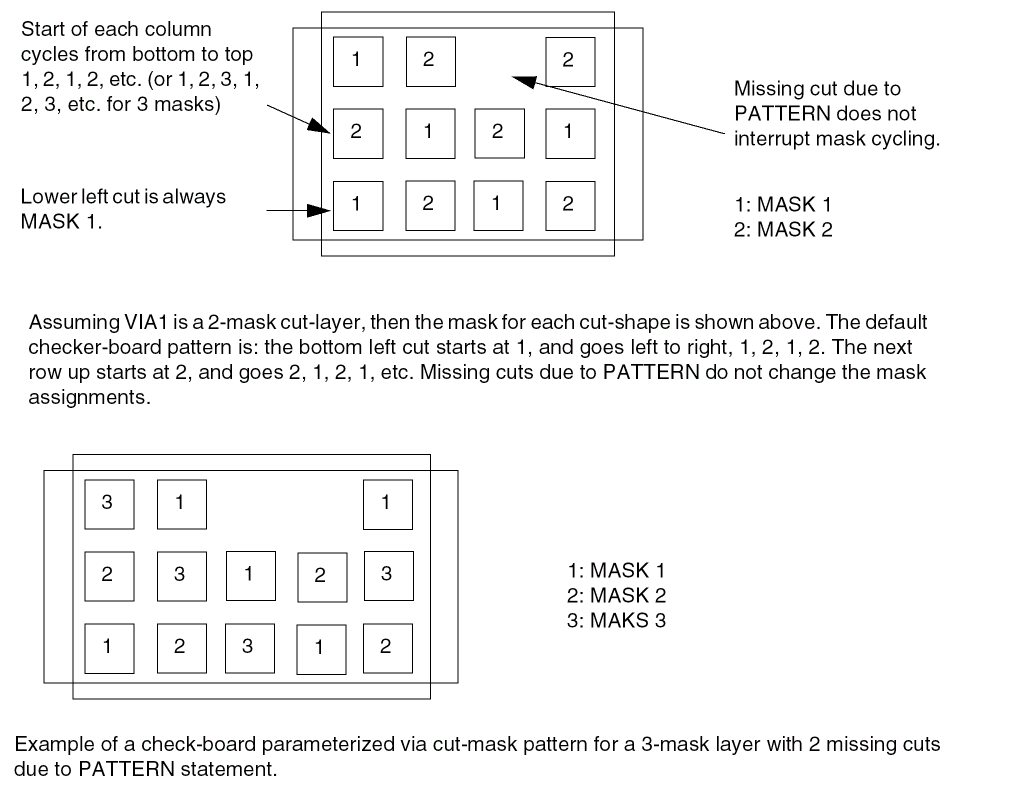 Start of each column
cycles from bottom to top
1, 2, 1, 2, etc. (or 1, 2, 3, 1,
2, 3, etc. for 3 masks)
Lower left cut is always
MASK 1.
1 2 2
2 1 2 1
1 2 1 2
Missing cut due to
PATTERN does not
interrupt mask cycling.
1: MASK 1
2: MASK 2
Assuming VIA1 is a 2-mask cut-layer, then the mask for each cut-shape is shown above. The default
checker-board pattern is: the bottom left cut starts at 1, and goes left to right, 1, 2, 1, 2. The next
row up starts at 2, and goes 2, 1, 2, 1, etc. Missing cuts due to PATTERN do not change the mask
assignments.
3 1 1
2 3 1 2 3
1 2 3 1 2
1: MASK 1
2: MASK 2
3: MAKS 3
Example of a check-board parameterized via cut-mask pattern for a 3-mask layer with 2 missing cuts
due to PATTERN statement.